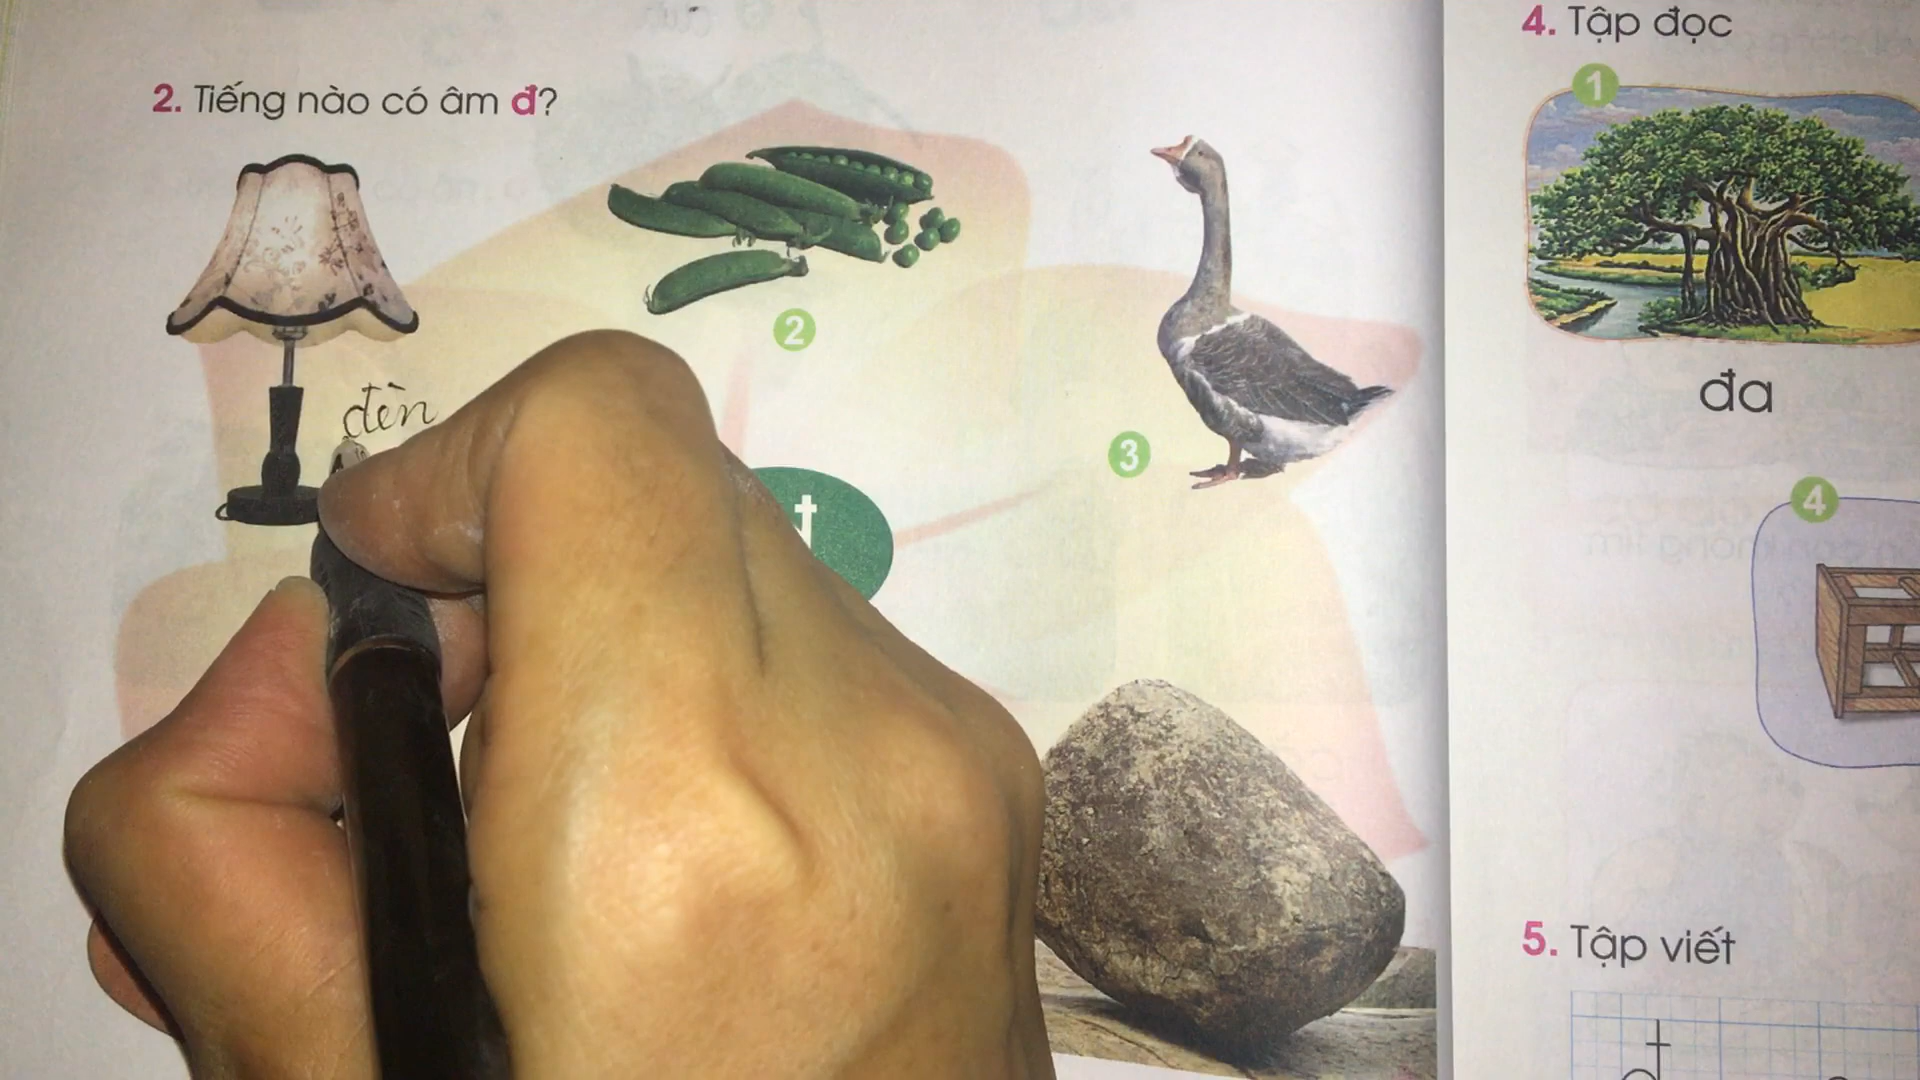 2. Tiếng nào có âm đ?
đèn
2
3
4. Tập đọc
1
đa
4
5. Tập viết